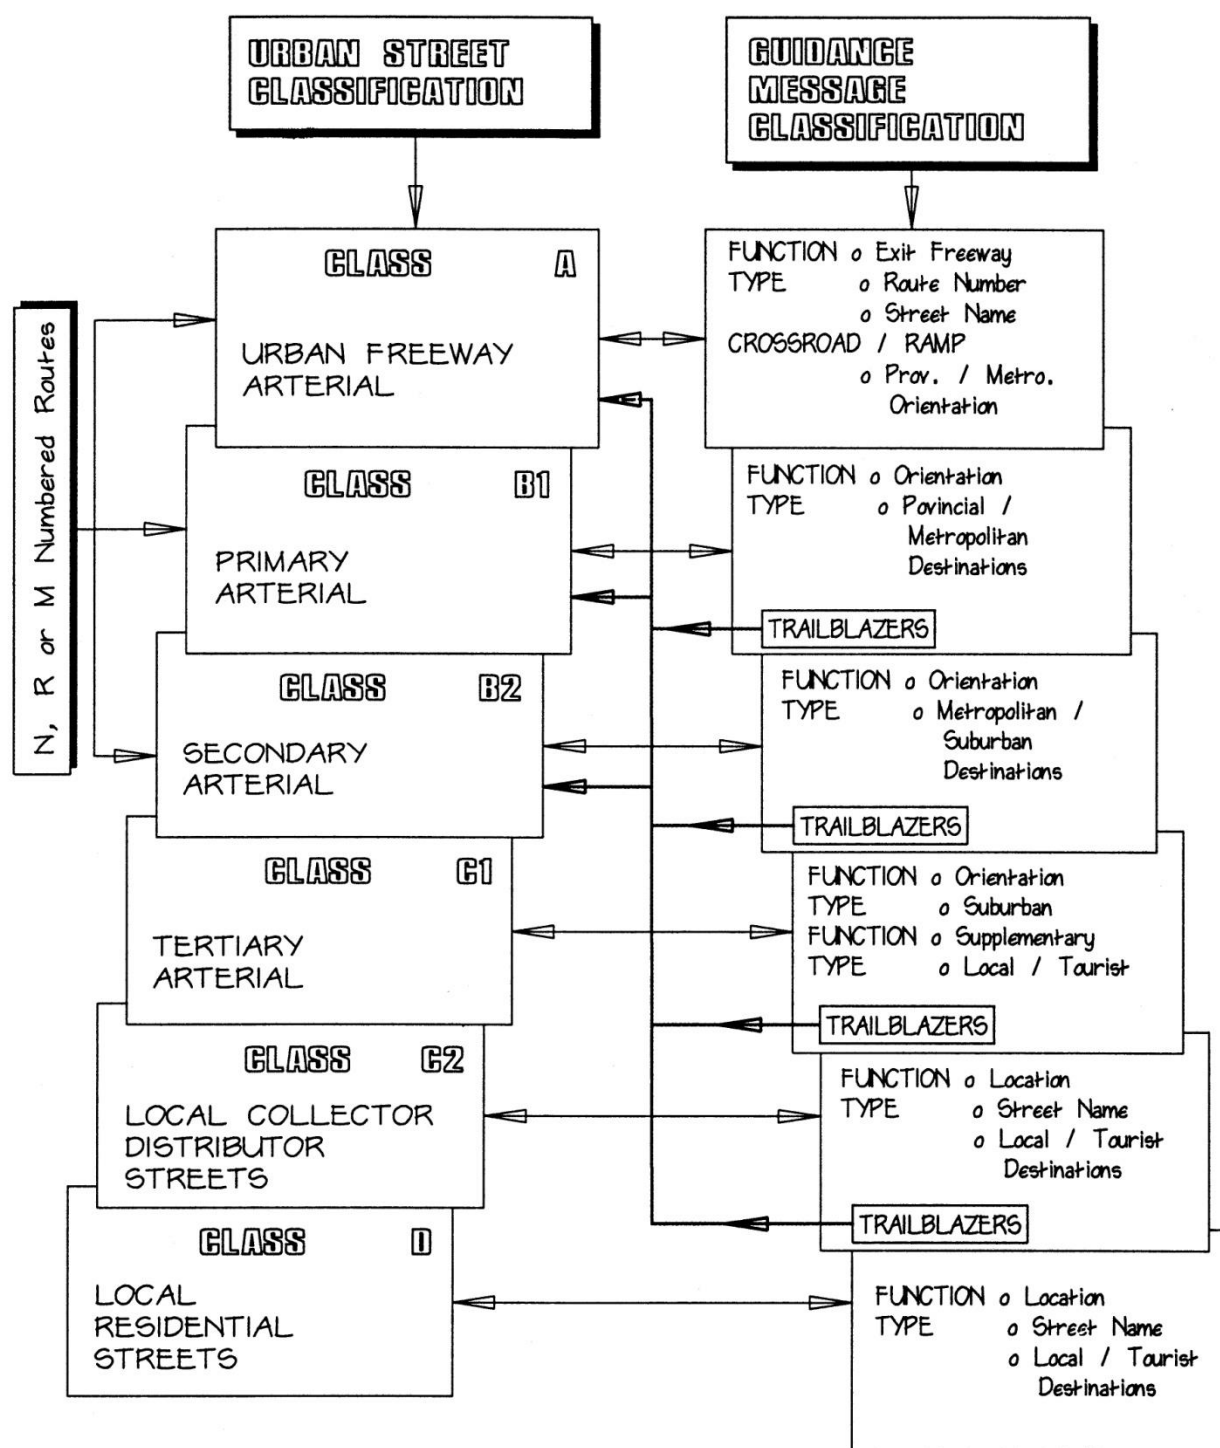 URBAN STREET
CLASSIFICATION
GUIDANCE
MESSAGE
CLASSIFICATION
N, R or M Numbered Routes
CLASS A
URBAN FREEWAY
ARTERIAL
FUNCTION o Exit Freeway
TYPE o Route Number
o Street Name
CROSSROAD / RAMP
o Prov. / Metro.
Orientation
CLASS B1
PRIMARY
ARTERIAL
FUNCTION o Orientation
TYPE o Povincial /
Metropolitan
Destinations
TRAILBLAZERS
CLASS B2
SECONDARY
ARTERIAL
FUNCTION o Orientation
TYPE o Metropolitan /
Suburban
Destinations
TRAILBLAZERS
CLASS C1
TERTIARY
ARTERIAL
FUNCTION o Orientation
TYPE o Suburban
FUNCTION o Supplementary
TYPE o Local / Tourist
TRAILBLAZERS
CLASS C2
LOCAL COLLECTOR
DISTRIBUTOR
STREETS
FUNCTION o Location
TYPE o Street Name
o Local / Tourist
Destinations
TRAILBLAZERS
CLASS D
LOCAL
RESIDENTIAL
STREETS
FUNCTION o Location
TYPE o Street Name
o Local / Tourist
Destinations